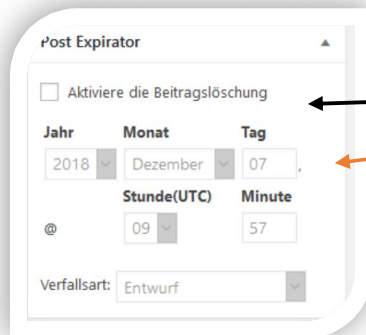 Post Expirator
Aktiviere die Beitragslöschung
Jahr Monat Tag
2018 Dezember 07 ,
Stunde(UTC) Minute
@ 09 57
Verfallsart: Entwurf